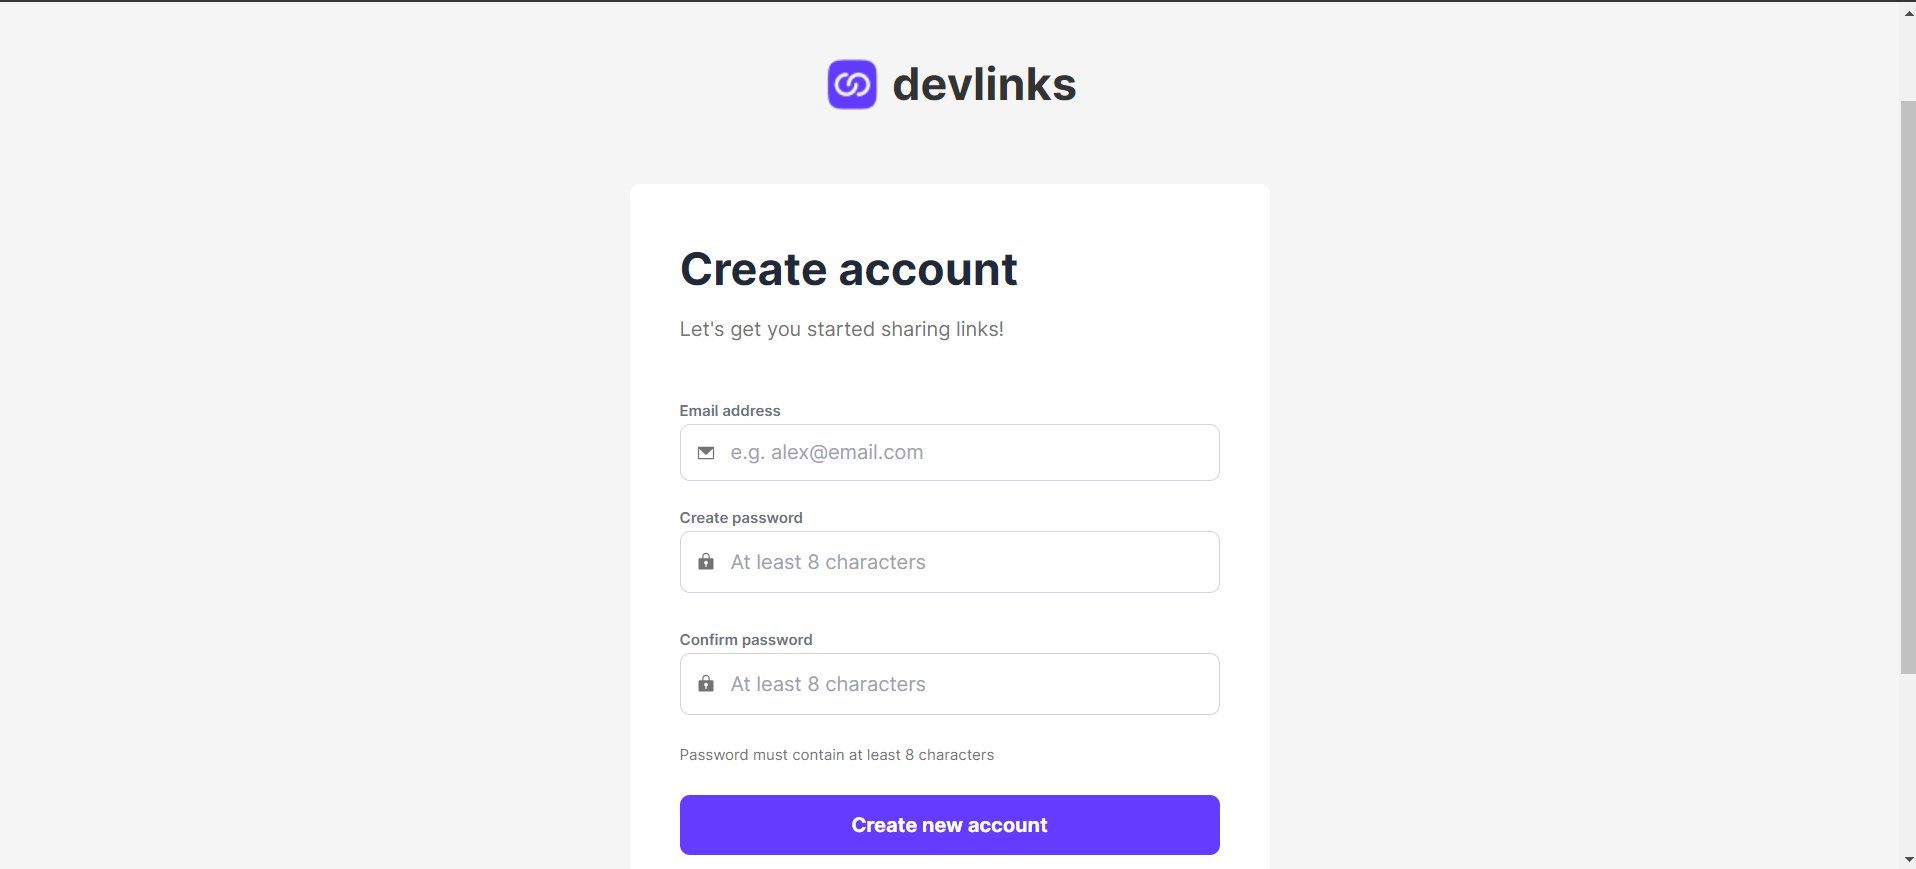 devlinks
Create account
Let's get you started sharing links!
Email address
e.g. alex@email.com
Create password
At least 8 characters
Confirm password
At least 8 characters
Password must contain at least 8 characters
Create new account